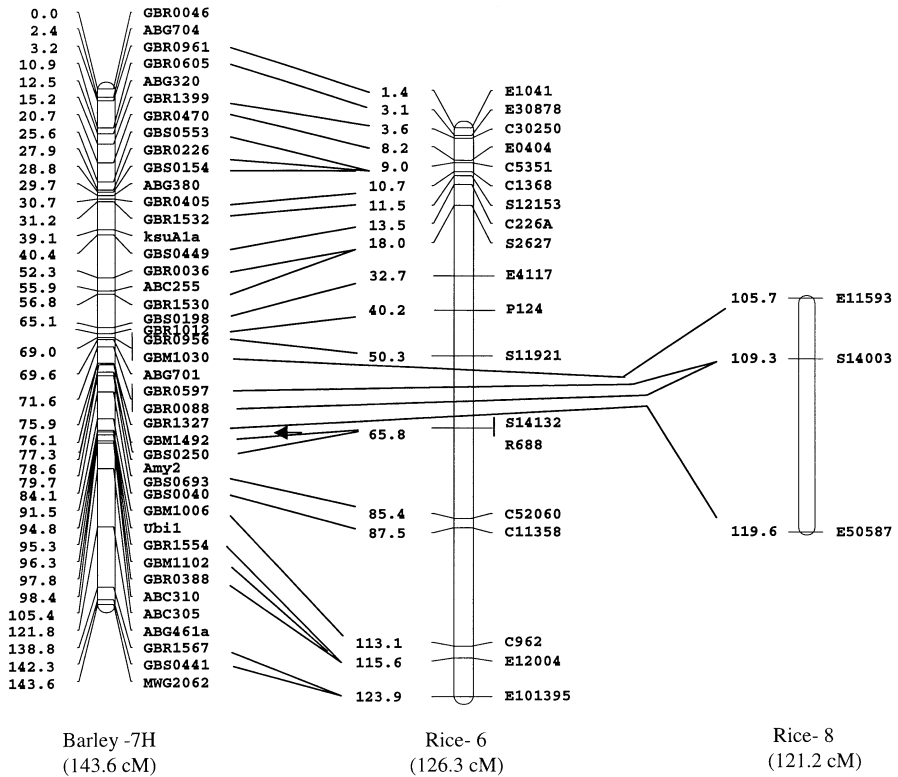 0.0 GBR0046
2.4 ABG704
3.2 GBR0961
10.9 GBR0605
12.5 ABG320
15.2 GBR1399
20.7 GBR0470
25.6 GBS0553
27.9 GBR0226
28.8 GBS0154
29.7 ABG380
30.7 GBR0405
31.2 GBR1532
39.1 ksuA1a
40.4 GBS0449
52.3 GBR0036
55.9 ABC255
56.8 GBR1530
65.1 GBS0198
GBR1012
GBR0956
69.0 GBM1030
69.6 ABG701
GBR0597
71.6 GBR0088
75.9 GBR1327
76.1 GBM1492
77.3 GBS0250
78.6 Amy2
79.7 GBS0693
84.1 GBS0040
91.5 GBM1006
94.8 Ubi1
95.3 GBR1554
96.3 GBM1102
97.8 GBR0388
98.4 ABC310
105.4 ABC305
121.8 ABG461a
138.8 GBR1567
142.3 GBS0441
143.6 MWG2062
Barley -7H
(143.6 cM)
1.4 E1041
3.1 E30878
3.6 C30250
8.2 E0404
9.0 C5351
10.7 C1368
11.5 S12153
13.5 C226A
18.0 S2627
32.7 E4117
40.2 P124
50.3 S11921
65.8 S14132
R688
85.4 C52060
87.5 C11358
113.1 C962
115.6 E12004
123.9 E101395
Rice- 6
(126.3 cM)
105.7 E11593
109.3 S14003
119.6 E50587
Rice- 8
(121.2 cM)